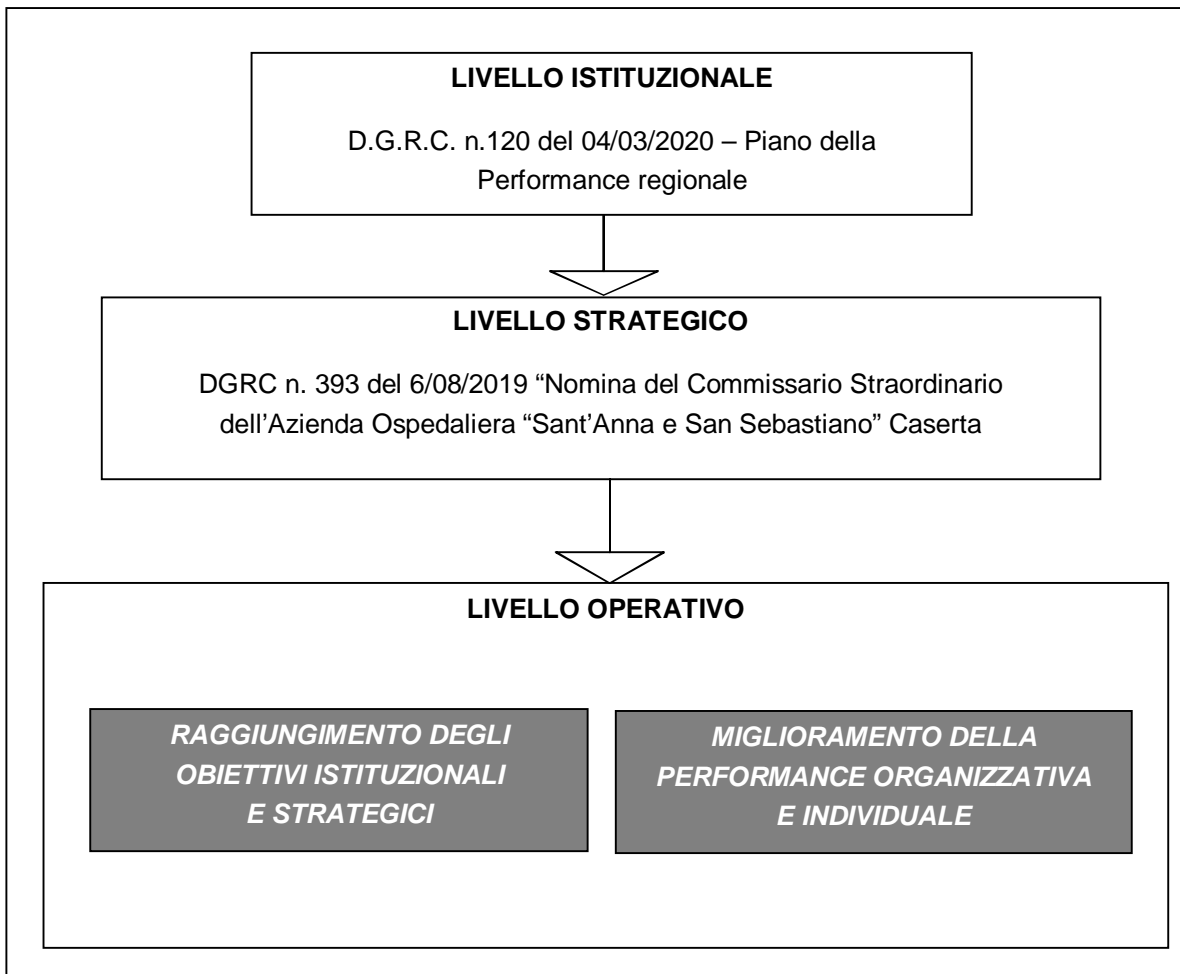 LIVELLO ISTITUZIONALE
D.G.R.C. n.120 del 04/03/2020 – Piano della
Performance regionale
LIVELLO STRATEGICO
DGRC n. 393 del 6/08/2019 “Nomina del Commissario Straordinario
dell’Azienda Ospedaliera “Sant’Anna e San Sebastiano” Caserta
LIVELLO OPERATIVO
RAGGIUNGIMENTO DEGLI
OBIETTIVI ISTITUZIONALI
E STRATEGICI
MIGLIORAMENTO DELLA
PERFORMANCE ORGANIZZATIVA
E INDIVIDUALE